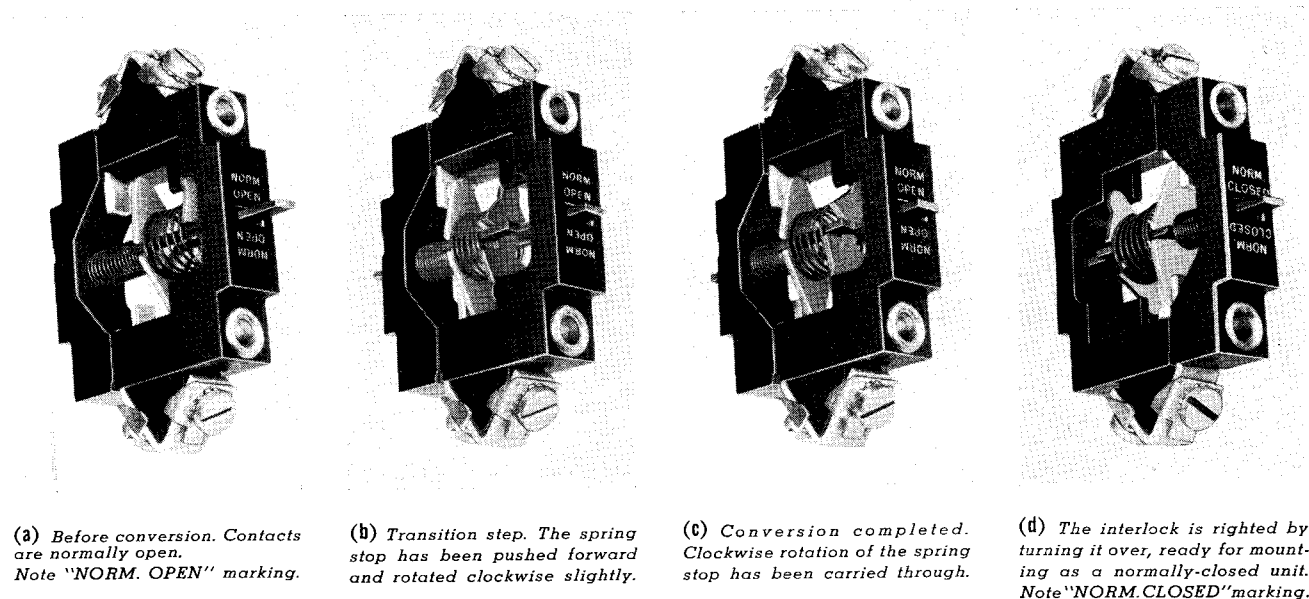 NORM
OPEN
OPEN
NORM
NORM
OPEN
OPEN
NORM
NORM
OPEN
OPEN
NORM
NORM
CLOSED
CLOSED
NORM
(a) Before conversion. Contacts
are normally open.
Note "NORM. OPEN" marking.
(b) Transition step. The spring
stop has been pushed forward
and rotated clockwise slightly.
(c) Conversion completed.
Clockwise rotation of the spring
stop has been carried through.
(d) The interlock is righted by
turning it over, ready for mount-
ing as a normally-closed unit.
Note "NORM.CLOSED" marking.